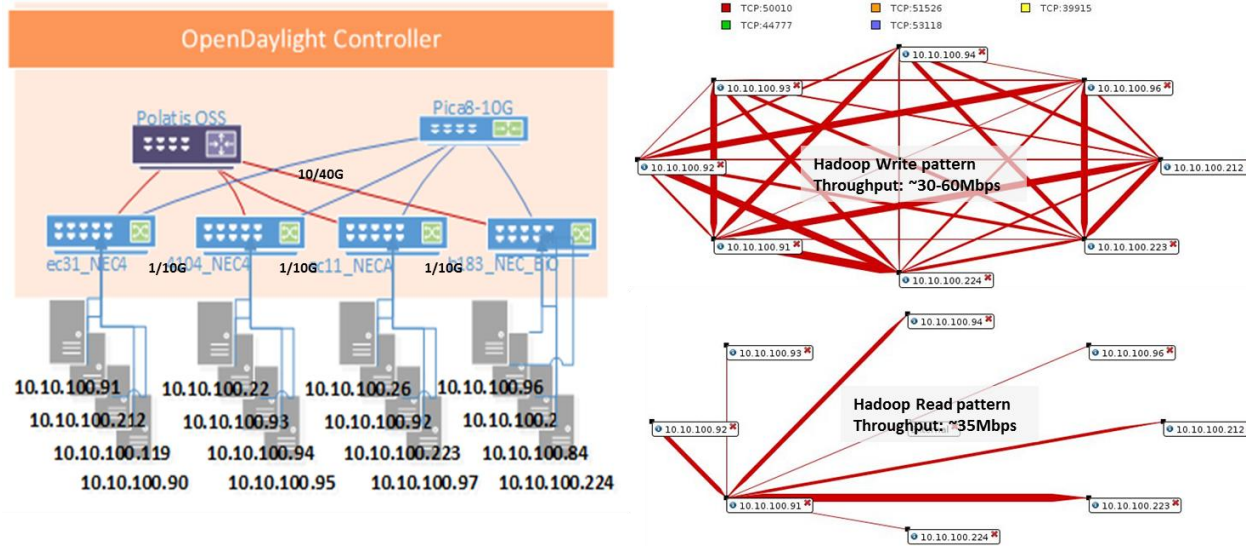 OpenDaylight Controller
Polatis OSS
Pica8-10G
10/40G
ec31_NEC4
4104_NEC4
ec11_NECA
h183_NEC_BIO
1/10G
1/10G
1/10G
10.10.100.91
10.10.100.22
10.10.100.26
10.10.100.96
10.10.100.212
10.10.100.93
10.10.100.92
10.10.100.2
10.10.100.119
10.10.100.94
10.10.100.223
10.10.100.84
10.10.100.90
10.10.100.95
10.10.100.97
10.10.100.224
TCP:50010
TCP:51526
TCP:39915
TCP:44777
TCP:53118
10.10.100.94
10.10.100.93
10.10.100.96
10.10.100.92
Hadoop Write pattern
Throughput: ~30-60Mbps
10.10.100.212
10.10.100.91
10.10.100.223
10.10.100.224
10.10.100.94
10.10.100.93
10.10.100.96
10.10.100.92
Hadoop Read pattern
Throughput: ~35Mbps
10.10.100.212
10.10.100.91
10.10.100.223
10.10.100.224